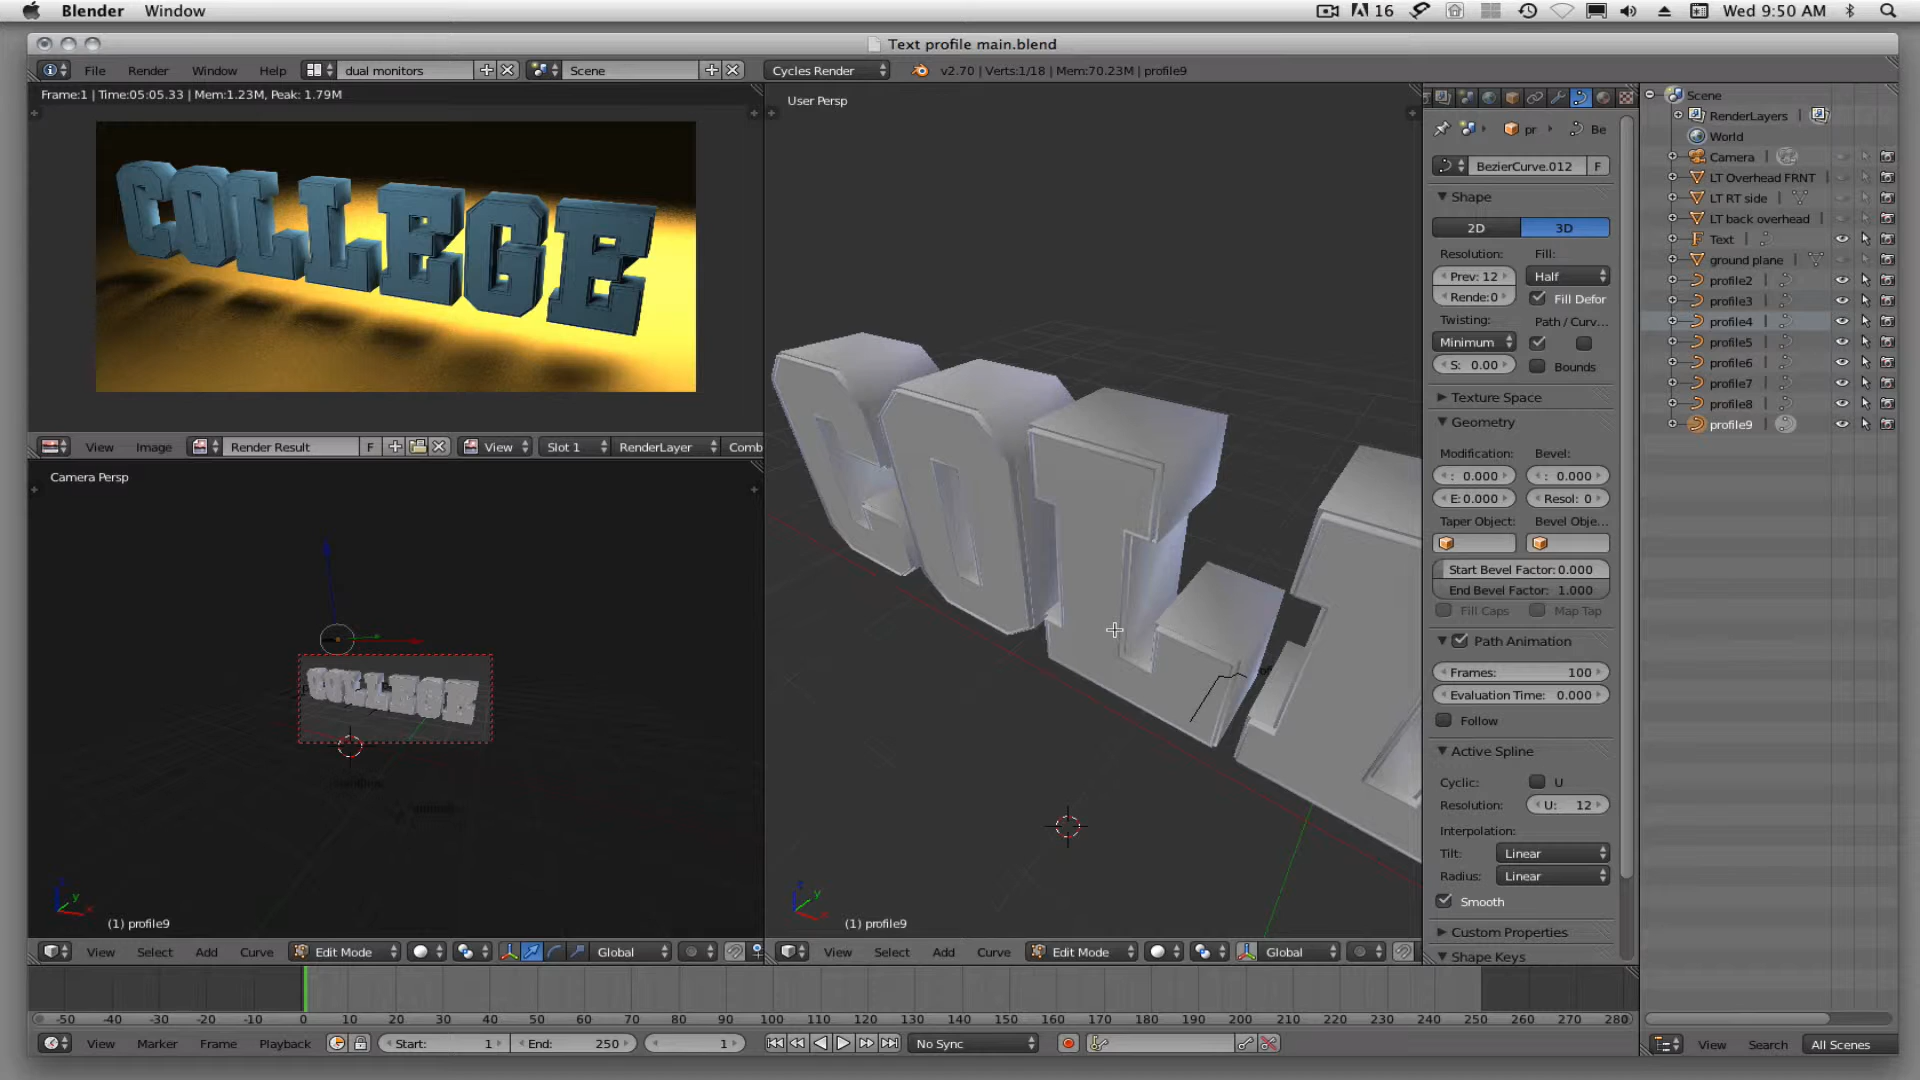 Blender Window
16 Wed 9:50 AM
Text profile main.blend
File Render Window Help dual monitors Scene Cycles Render v2.70 | Verts:1/18 | Mem:70.23M | profile9
Frame:1 | Time:05:05.33 | Mem:1.23M, Peak: 1.79M
COLLEGE
View Image Render Result F View Slot 1 RenderLayer Comb
Camera Persp
COLLEGE
(1) profile9
View Select Add Curve Edit Mode Global
User Persp
(1) profile9
View Select Add Curve Edit Mode Global
pr Be
BezierCurve.012 F
Shape
2D 3D
Resolution: Fill:
Prev: 12 Half
Rende:0 Fill Defor
Twisting: Path / Curv...
Minimum
S: 0.00 Bounds
Texture Space
Geometry
Modification: Bevel:
: 0.000 : 0.000
E:0.000 Resol: 0
Taper Object: Bevel Obje...
Start Bevel Factor: 0.000
End Bevel Factor: 1.000
Fill Caps Map Tap
Path Animation
Frames: 100
Evaluation Time: 0.000
Follow
Active Spline
Cyclic: U
Resolution: U: 12
Interpolation:
Tilt: Linear
Radius: Linear
Smooth
Custom Properties
Shape Keys
Scene
RenderLayers |
World
Camera |
LT Overhead FRNT
LT RT side |
LT back overhead
Text |
ground plane |
profile2 |
profile3 |
profile4 |
profile5 |
profile6 |
profile7 |
profile8 |
profile9 |
View Search All Scenes
-50 -40 -30 -20 -10 0 10 20 30 40 50 60 70 80 90 100 110 120 130 140 150 160 170 180 190 200 210 220 230 240 250 260 270 280
View Marker Frame Playback Start: 1 End: 250 1 No Sync